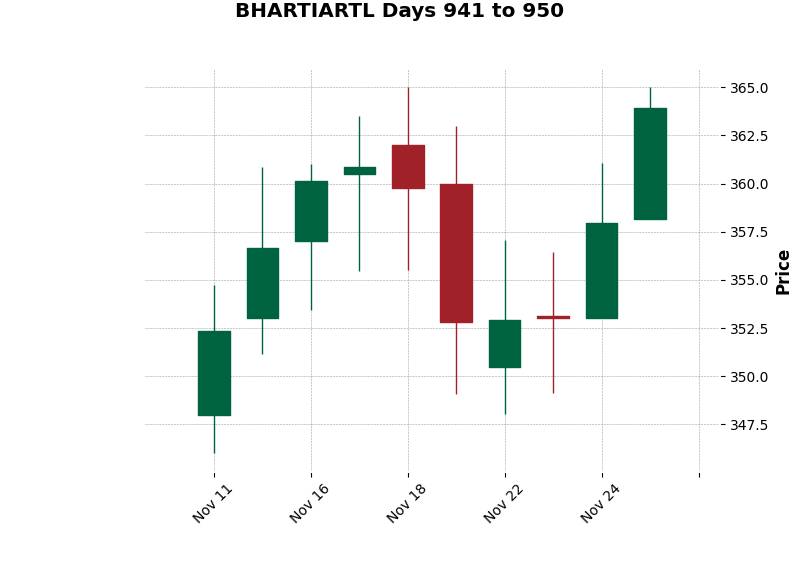 BHARTIARTL Days 941 to 950
365.0
362.5
360.0
357.5
355.0
352.5
350.0
347.5
Price
Nov 11
Nov 16
Nov 18
Nov 22
Nov 24